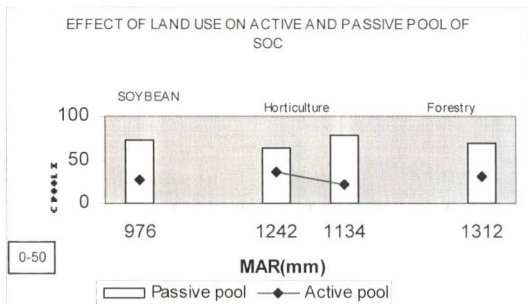 EFFECT OF LAND USE ON ACTIVE AND PASSIVE POOL OF
SOC
SOYBEAN
Horticulture
Forestry
100
50
0
976
1242
1134
1312
0-50
MAR(mm)
Passive pool
Active pool